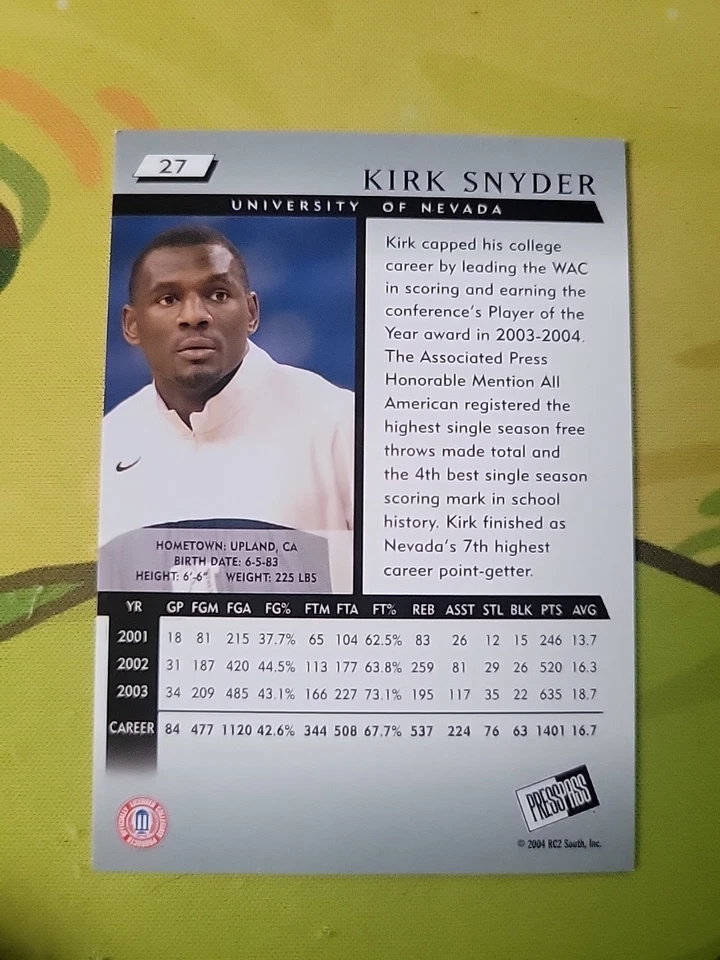 27
KIRK SNYDER
UNIVERSITY OF NEVADA
Kirk capped his college
career by leading the WAC
in scoring and earning the
conference's Player of the
Year award in 2003-2004.
The Associated Press
Honorable Mention All
American registered the
highest single season free
throws made total and
the 4th best single season
scoring mark in school
history. Kirk finished as
Nevada's 7th highest
career point-getter.
HOMETOWN: UPLAND, CA
BIRTH DATE: 6-5-83
HEIGHT: 6'-6" WEIGHT: 225 LBS
YR GP FGM FGA FG% FTM FTA FT% REB ASST STL BLK PTS AVG
2001 18 81 215 37.7% 65 104 62.5% 83 26 12 15 246 13.7
2002 31 187 420 44.5% 113 177 63.8% 259 81 29 26 520 16.3
2003 34 209 485 43.1% 166 227 73.1% 195 117 35 22 635 18.7
CAREER 84 477 1120 42.6% 344 508 67.7% 537 224 76 63 1401 16.7
PRESS PASS
OFFICIALLY LICENSED COLLEGIATE PRODUCTS
© 2004 RC2 South, Inc.